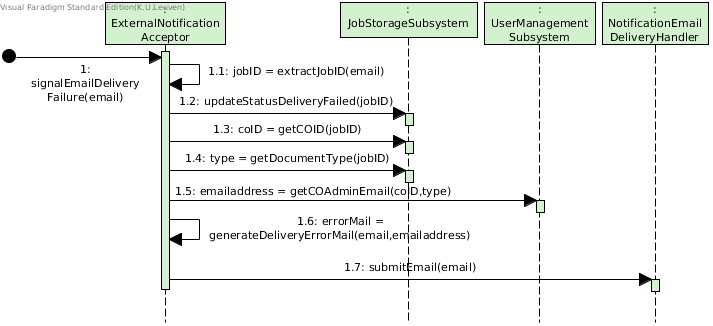 Visual Paradigm Standard Edition(K.U.Leuven)
:
ExternalNotification
Acceptor
:
JobStorageSubsystem
:
UserManagement
Subsystem
:
NotificationEmail
DeliveryHandler
1:
signalEmailDelivery
Failure(email)
1.1: jobID = extractJobID(email)
1.2: updateStatusDeliveryFailed(jobID)
1.3: coID = getCOID(jobID)
1.4: type = getDocumentType(jobID)
1.5: emailaddress = getCOAdminEmail(coID,type)
1.6: errorMail =
generateDeliveryErrorMail(email,emailaddress)
1.7: submitEmail(email)